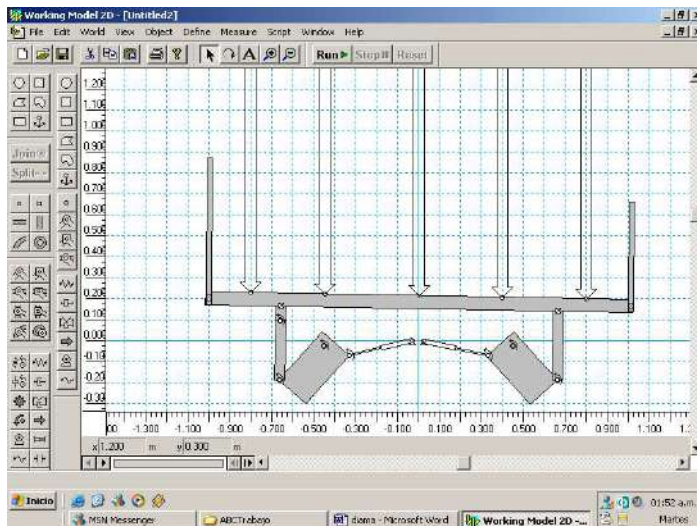 Working Model 2D - [Untitled2]
File Edit World View Object Define Measure Script Window Help
A Run Stop Reset
1.200
1.100
1.000
0.900
Join
0.800
Split
0.700
0.600
0.500
0.400
0.300
0.200
0.100
0.000
-0.100
-0.200
-0.300
00 -1.300 -1.100 -0.900 -0.700 -0.500 -0.300 -0.100 0.100 0.300 0.500 0.700 0.900 1.100 1.
x 1.200 m y 0.300 m
Inicio
01:52 a.m.
MSN Messenger ABCTrabajo diama - Microsoft Word Working Model 2D - ... Martes